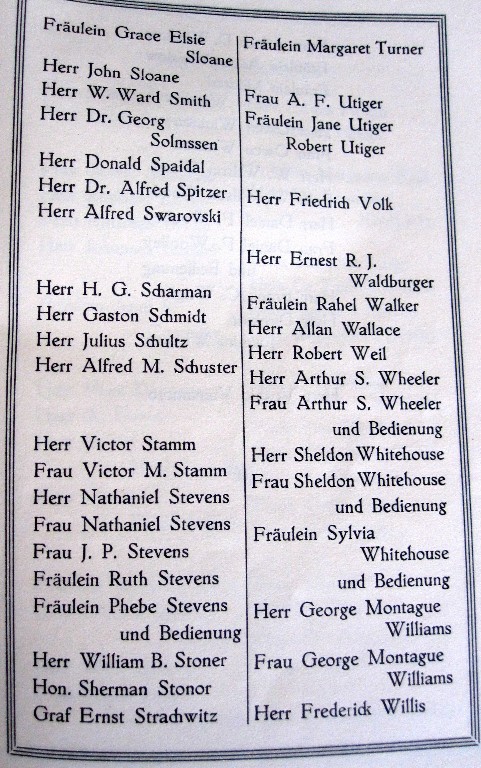 Fräulein Grace Elsie
Sloane
Herr John Sloane
Herr W. Ward Smith
Herr Dr. Georg
Solmssen
Herr Donald Spaidal
Herr Dr. Alfred Spitzer
Herr Alfred Swarovski
Herr H. G. Scharman
Herr Gaston Schmidt
Herr Julius Schultz
Herr Alfred M. Schuster
Herr Victor Stamm
Frau Victor M. Stamm
Herr Nathaniel Stevens
Frau Nathaniel Stevens
Frau J. P. Stevens
Fräulein Ruth Stevens
Fräulein Phebe Stevens
und Bedienung
Herr William B. Stoner
Hon. Sherman Stonor
Graf Ernst Strachwitz
Fräulein Margaret Turner
Frau A. F. Utiger
Fräulein Jane Utiger
Robert Utiger
Herr Friedrich Volk
Herr Ernest R. J.
Waldburger
Fräulein Rahel Walker
Herr Allan Wallace
Herr Robert Weil
Herr Arthur S. Wheeler
Frau Arthur S. Wheeler
und Bedienung
Herr Sheldon Whitehouse
Frau Sheldon Whitehouse
und Bedienung
Fräulein Sylvia
Whitehouse
und Bedienung
Herr George Montague
Williams
Frau George Montague
Williams
Herr Frederick Willis